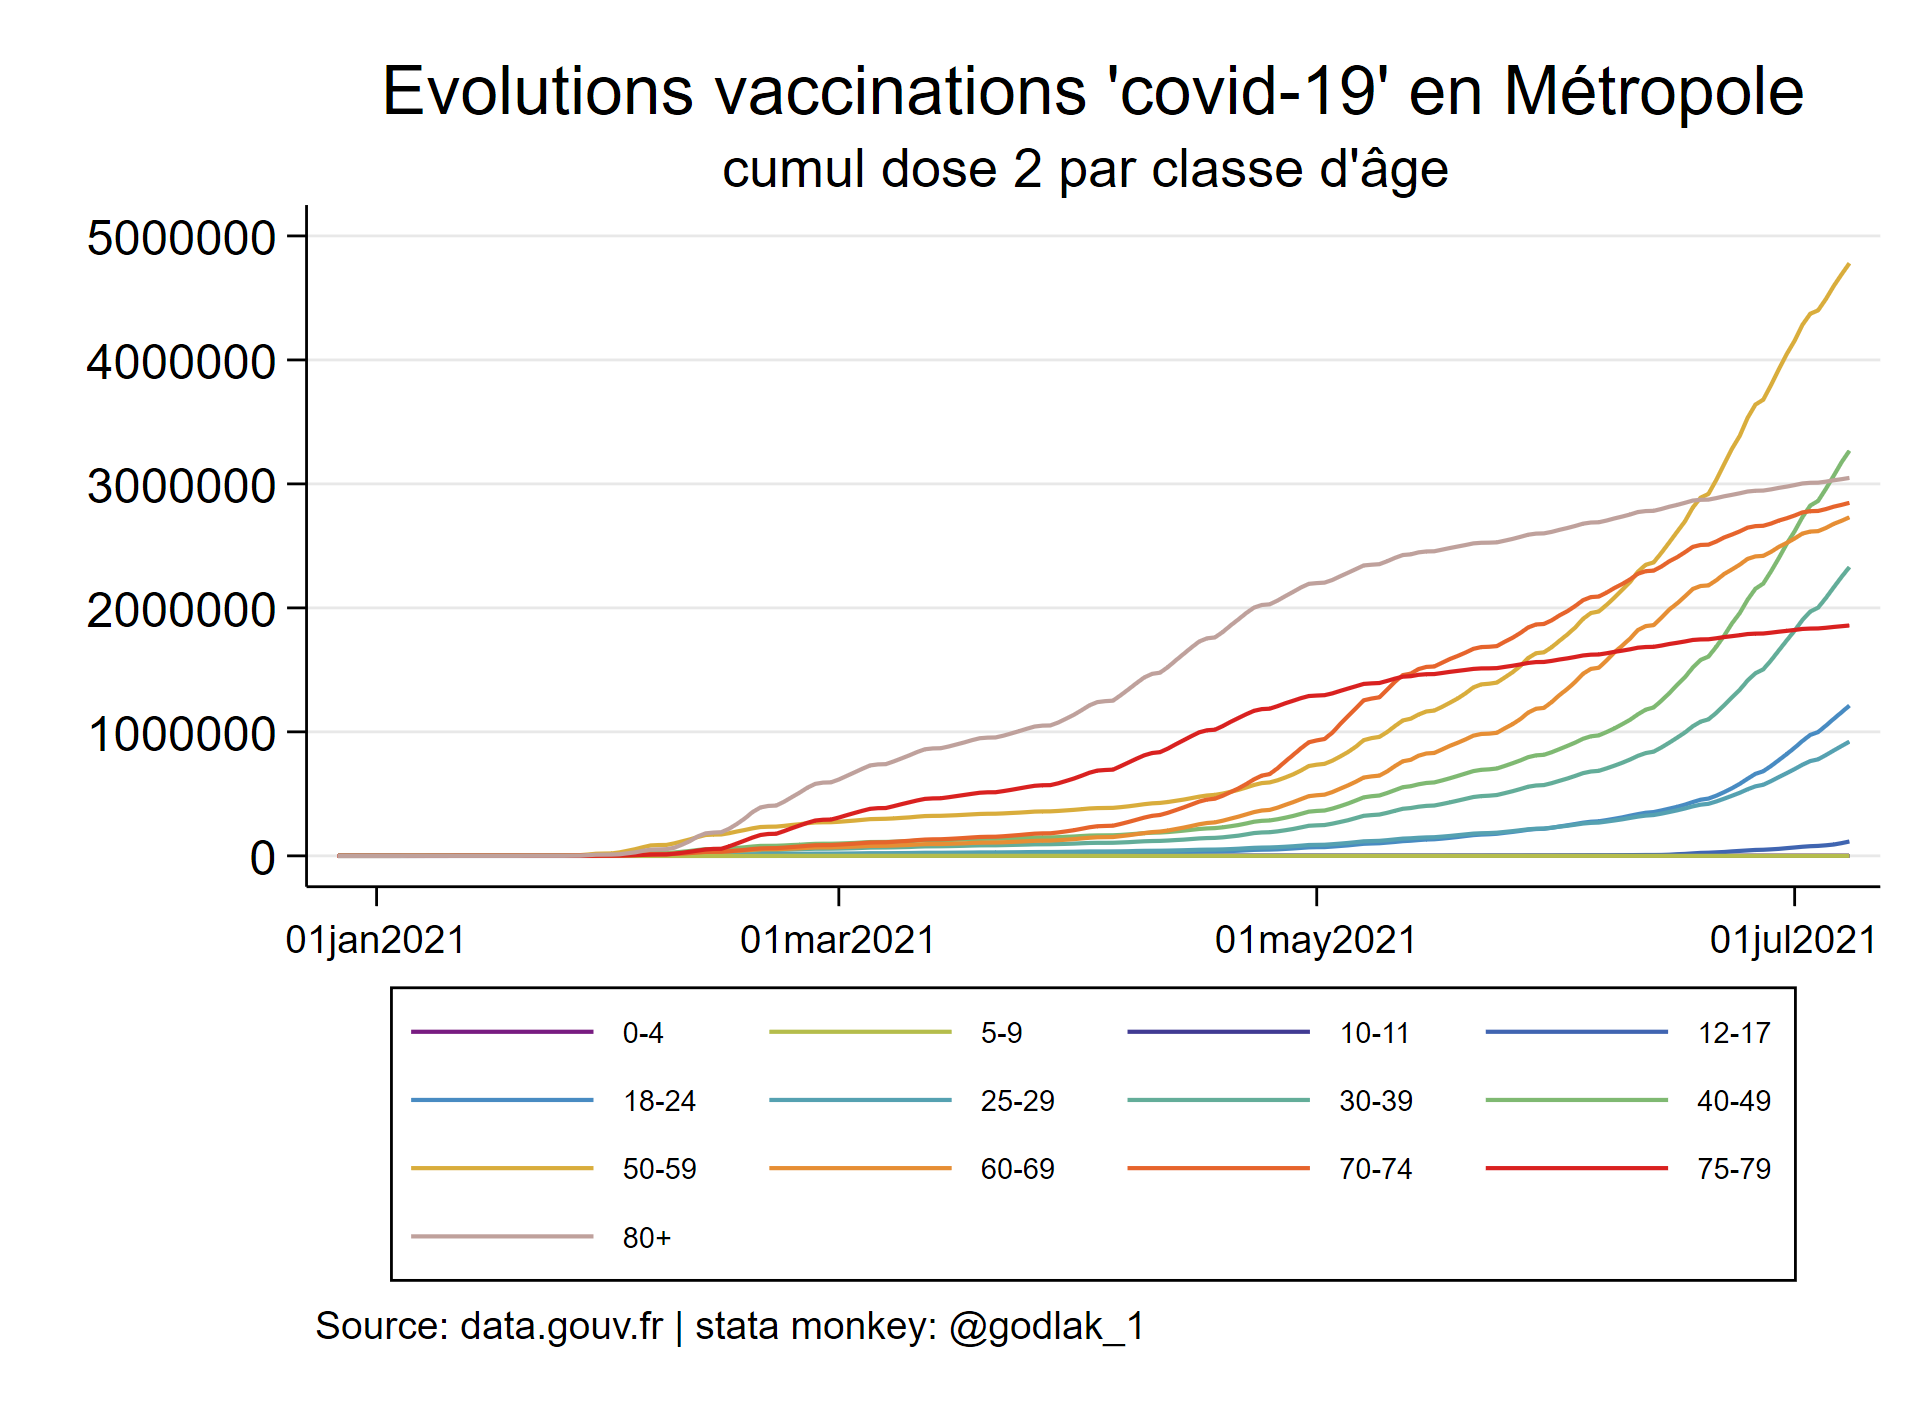 Evolutions vaccinations 'covid-19' en Métropole
cumul dose 2 par classe d'âge
5000000
4000000
3000000
2000000
1000000
0
01jan2021 01mar2021 01may2021 01jul2021
0-4 5-9 10-11 12-17
18-24 25-29 30-39 40-49
50-59 60-69 70-74 75-79
80+
Source: data.gouv.fr | stata monkey: @godlak_1